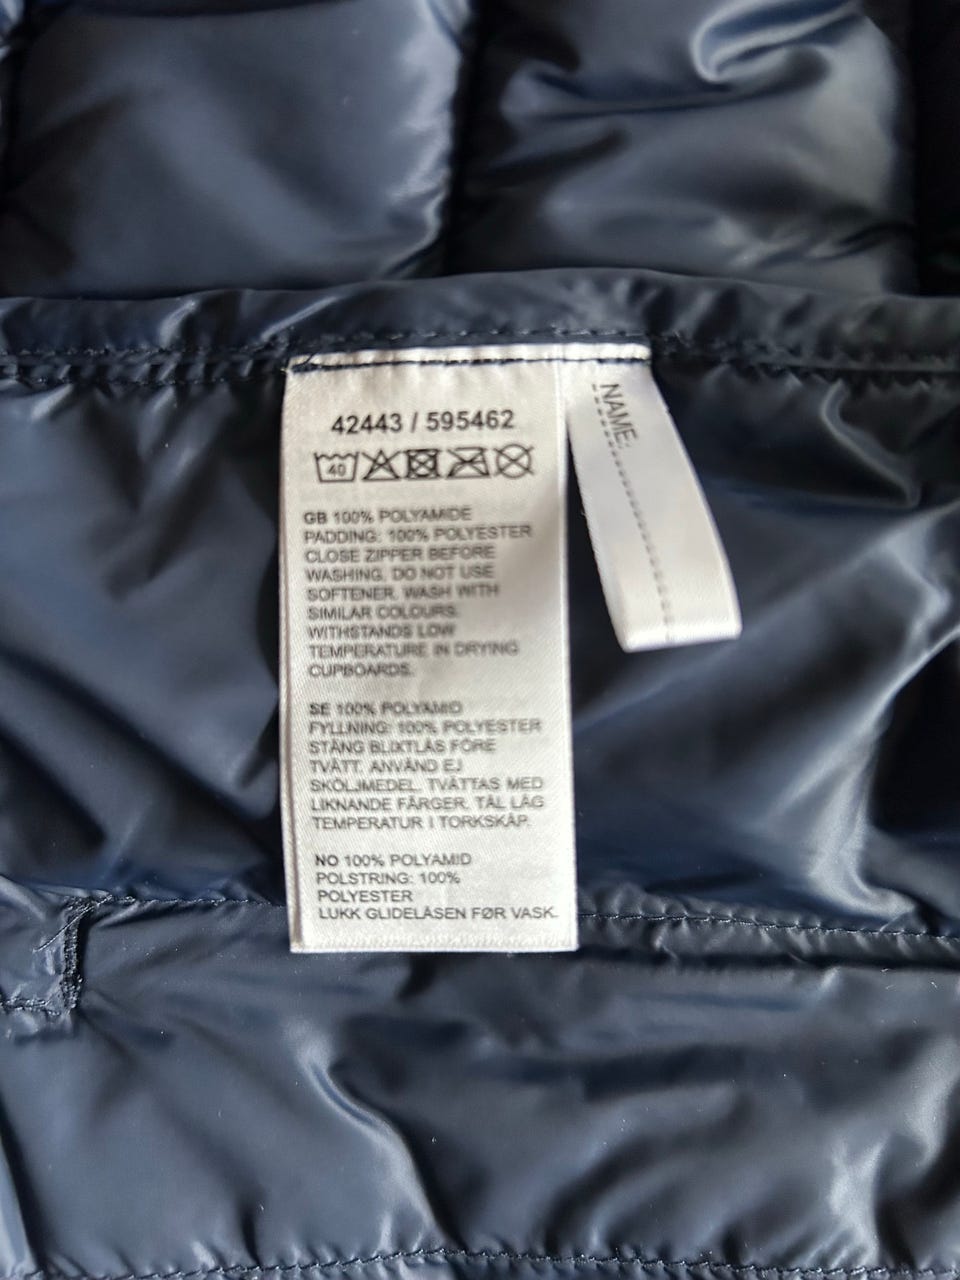 42443 / 595462
40
GB 100% POLYAMIDE
PADDING: 100% POLYESTER
CLOSE ZIPPER BEFORE
WASHING. DO NOT USE
SOFTENER. WASH WITH
SIMILAR COLOURS.
WITHSTANDS LOW
TEMPERATURE IN DRYING
CUPBOARDS.
SE 100% POLYAMID
FYLLNING: 100% POLYESTER
STÄNG BLIXTLÅS FÖRE
TVÄTT. ANVÄND EJ
SKÖLJMEDEL. TVÄTTAS MED
LIKNANDE FÄRGER. TÅL LÅG
TEMPERATUR I TORKSKÅP.
NO 100% POLYAMID
POLSTRING: 100%
POLYESTER
LUKK GLIDELÅSEN FØR VASK.
NAME: